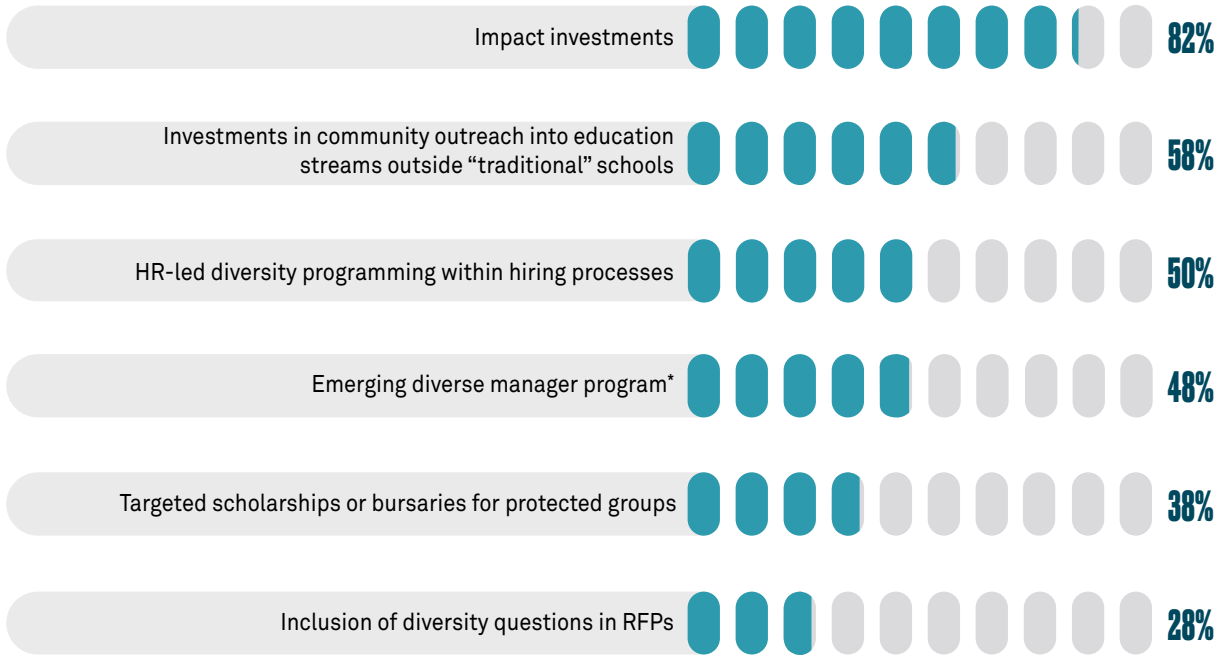 Impact investments
82%
Investments in community outreach into education
streams outside “traditional” schools
58%
HR-led diversity programming within hiring processes
50%
Emerging diverse manager program*
48%
Targeted scholarships or bursaries for protected groups
38%
Inclusion of diversity questions in RFPs
28%